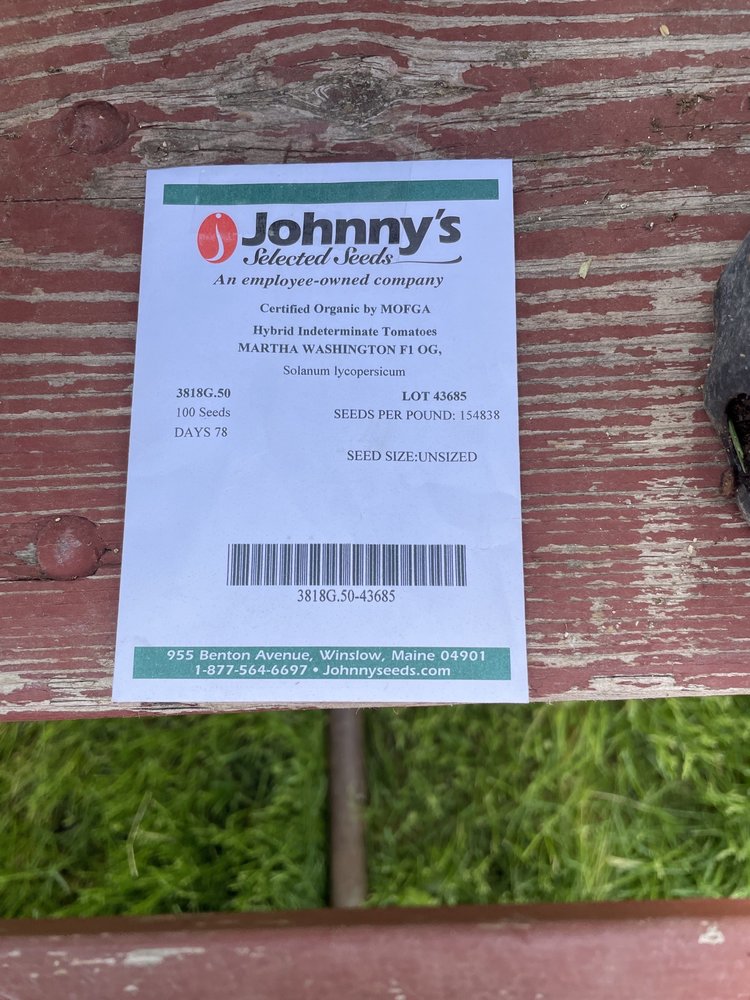 Johnny's
Selected Seeds
An employee-owned company
Certified Organic by MOFGA
Hybrid Indeterminate Tomatoes
MARTHA WASHINGTON F1 OG,
Solanum lycopersicum
3818G.50 LOT 43685
100 Seeds SEEDS PER POUND: 154838
DAYS 78
SEED SIZE:UNSIZED
3818G.50-43685
955 Benton Avenue, Winslow, Maine 04901
1-877-564-6697 • Johnnyseeds.com